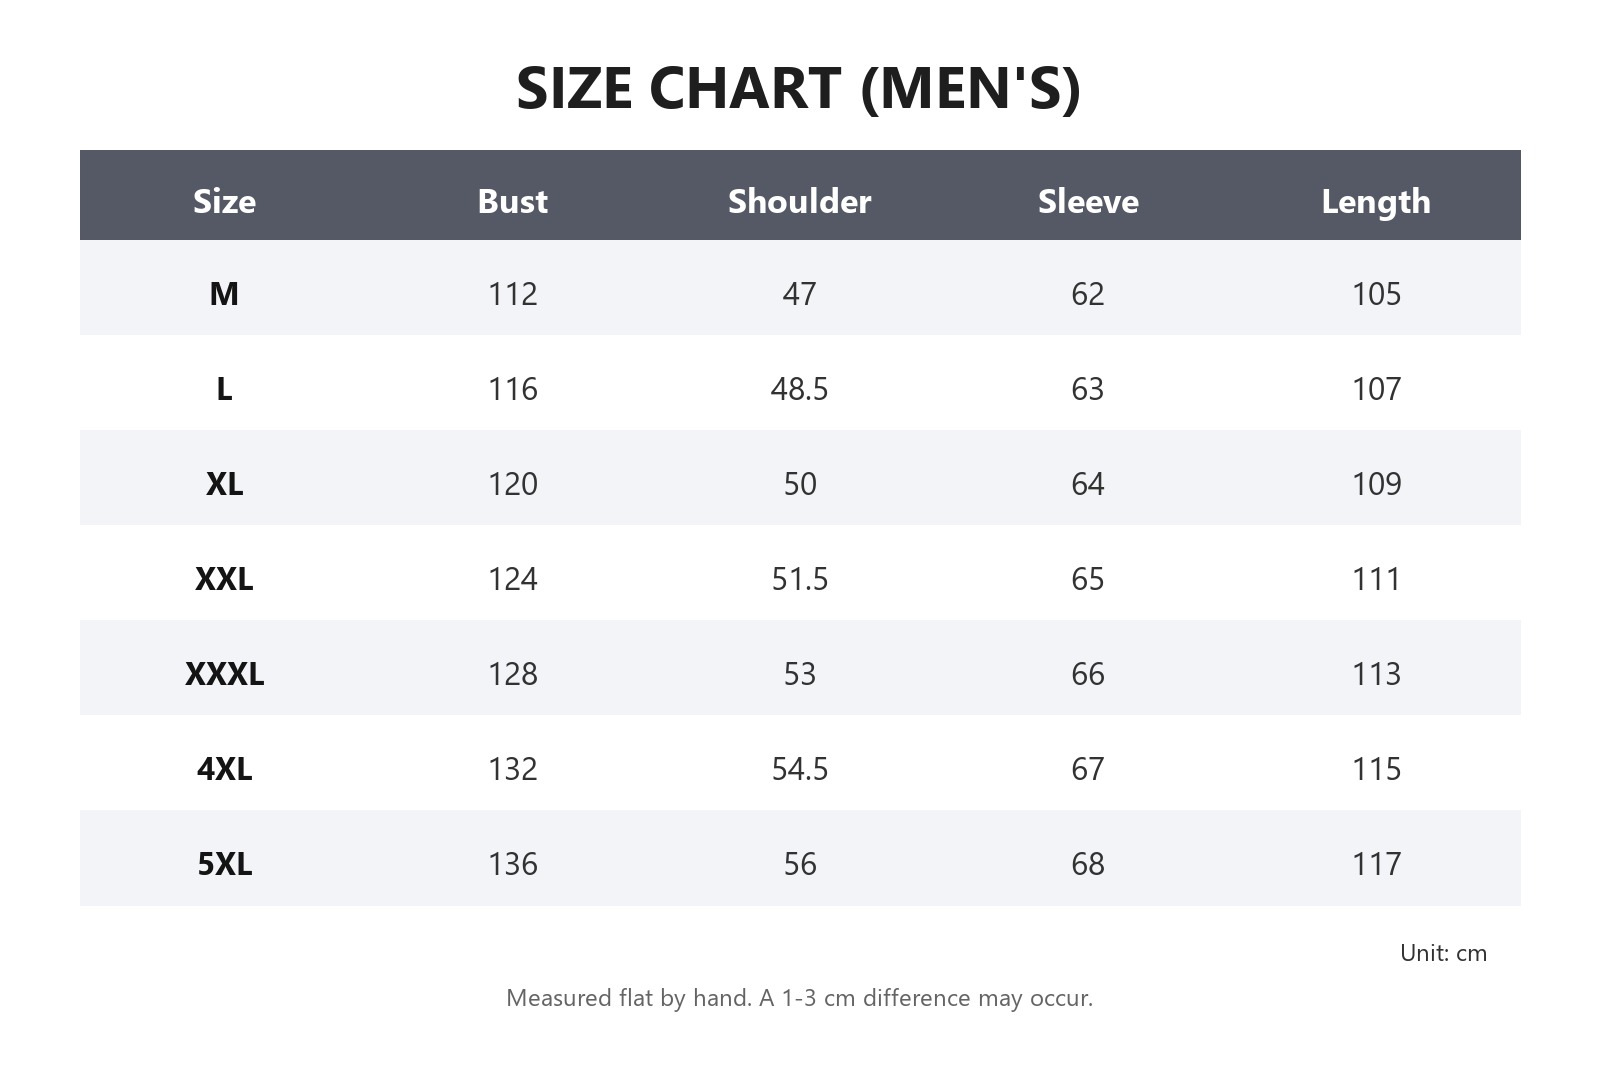 SIZE CHART (MEN'S)
Size Bust Shoulder Sleeve Length
M 112 47 62 105
L 116 48.5 63 107
XL 120 50 64 109
XXL 124 51.5 65 111
XXXL 128 53 66 113
4XL 132 54.5 67 115
5XL 136 56 68 117
Unit: cm
Measured flat by hand. A 1-3 cm difference may occur.